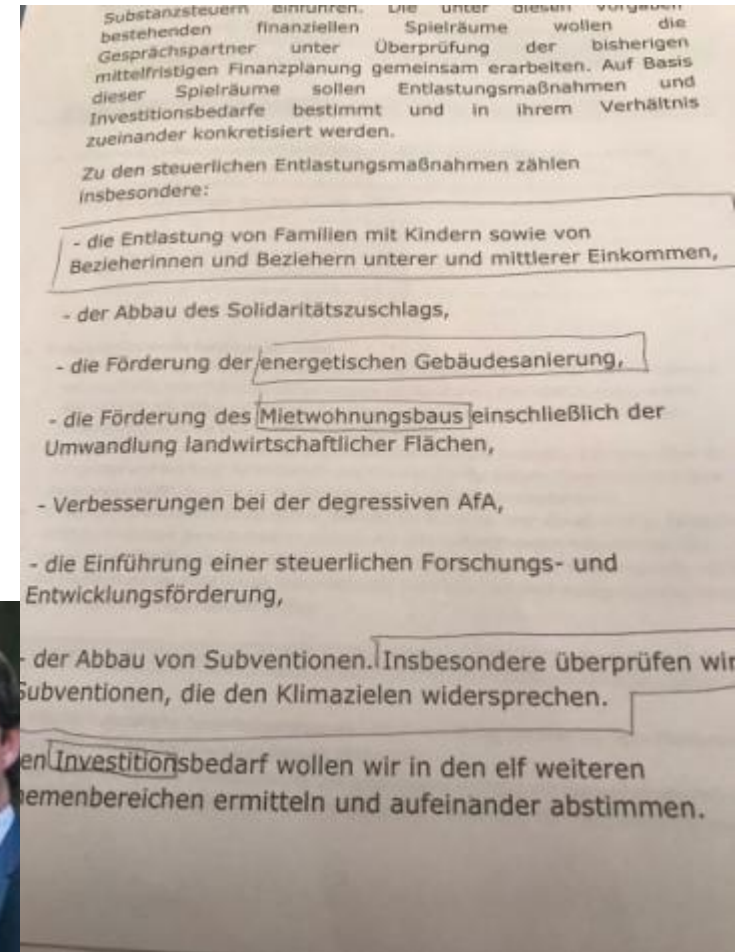 Substanzsteuern einführen. Die unter diesen Vorgaben
bestehenden finanziellen Spielräume wollen die
Gesprächspartner unter Überprüfung der bisherigen
mittelfristigen Finanzplanung gemeinsam erarbeiten. Auf Basis
dieser Spielräume sollen Entlastungsmaßnahmen und
Investitionsbedarfe bestimmt und in ihrem Verhältnis
zueinander konkretisiert werden.
Zu den steuerlichen Entlastungsmaßnahmen zählen
insbesondere:
- die Entlastung von Familien mit Kindern sowie von
Bezieherinnen und Beziehern unterer und mittlerer Einkommen,
- der Abbau des Solidaritätszuschlags,
- die Förderung der energetischen Gebäudesanierung,
- die Förderung des Mietwohnungsbaus einschließlich der
Umwandlung landwirtschaftlicher Flächen,
- Verbesserungen bei der degressiven AfA,
- die Einführung einer steuerlichen Forschungs- und
Entwicklungsförderung,
- der Abbau von Subventionen. Insbesondere überprüfen wir
Subventionen, die den Klimazielen widersprechen.
en Investitionsbedarf wollen wir in den elf weiteren
emenbereichen ermitteln und aufeinander abstimmen.